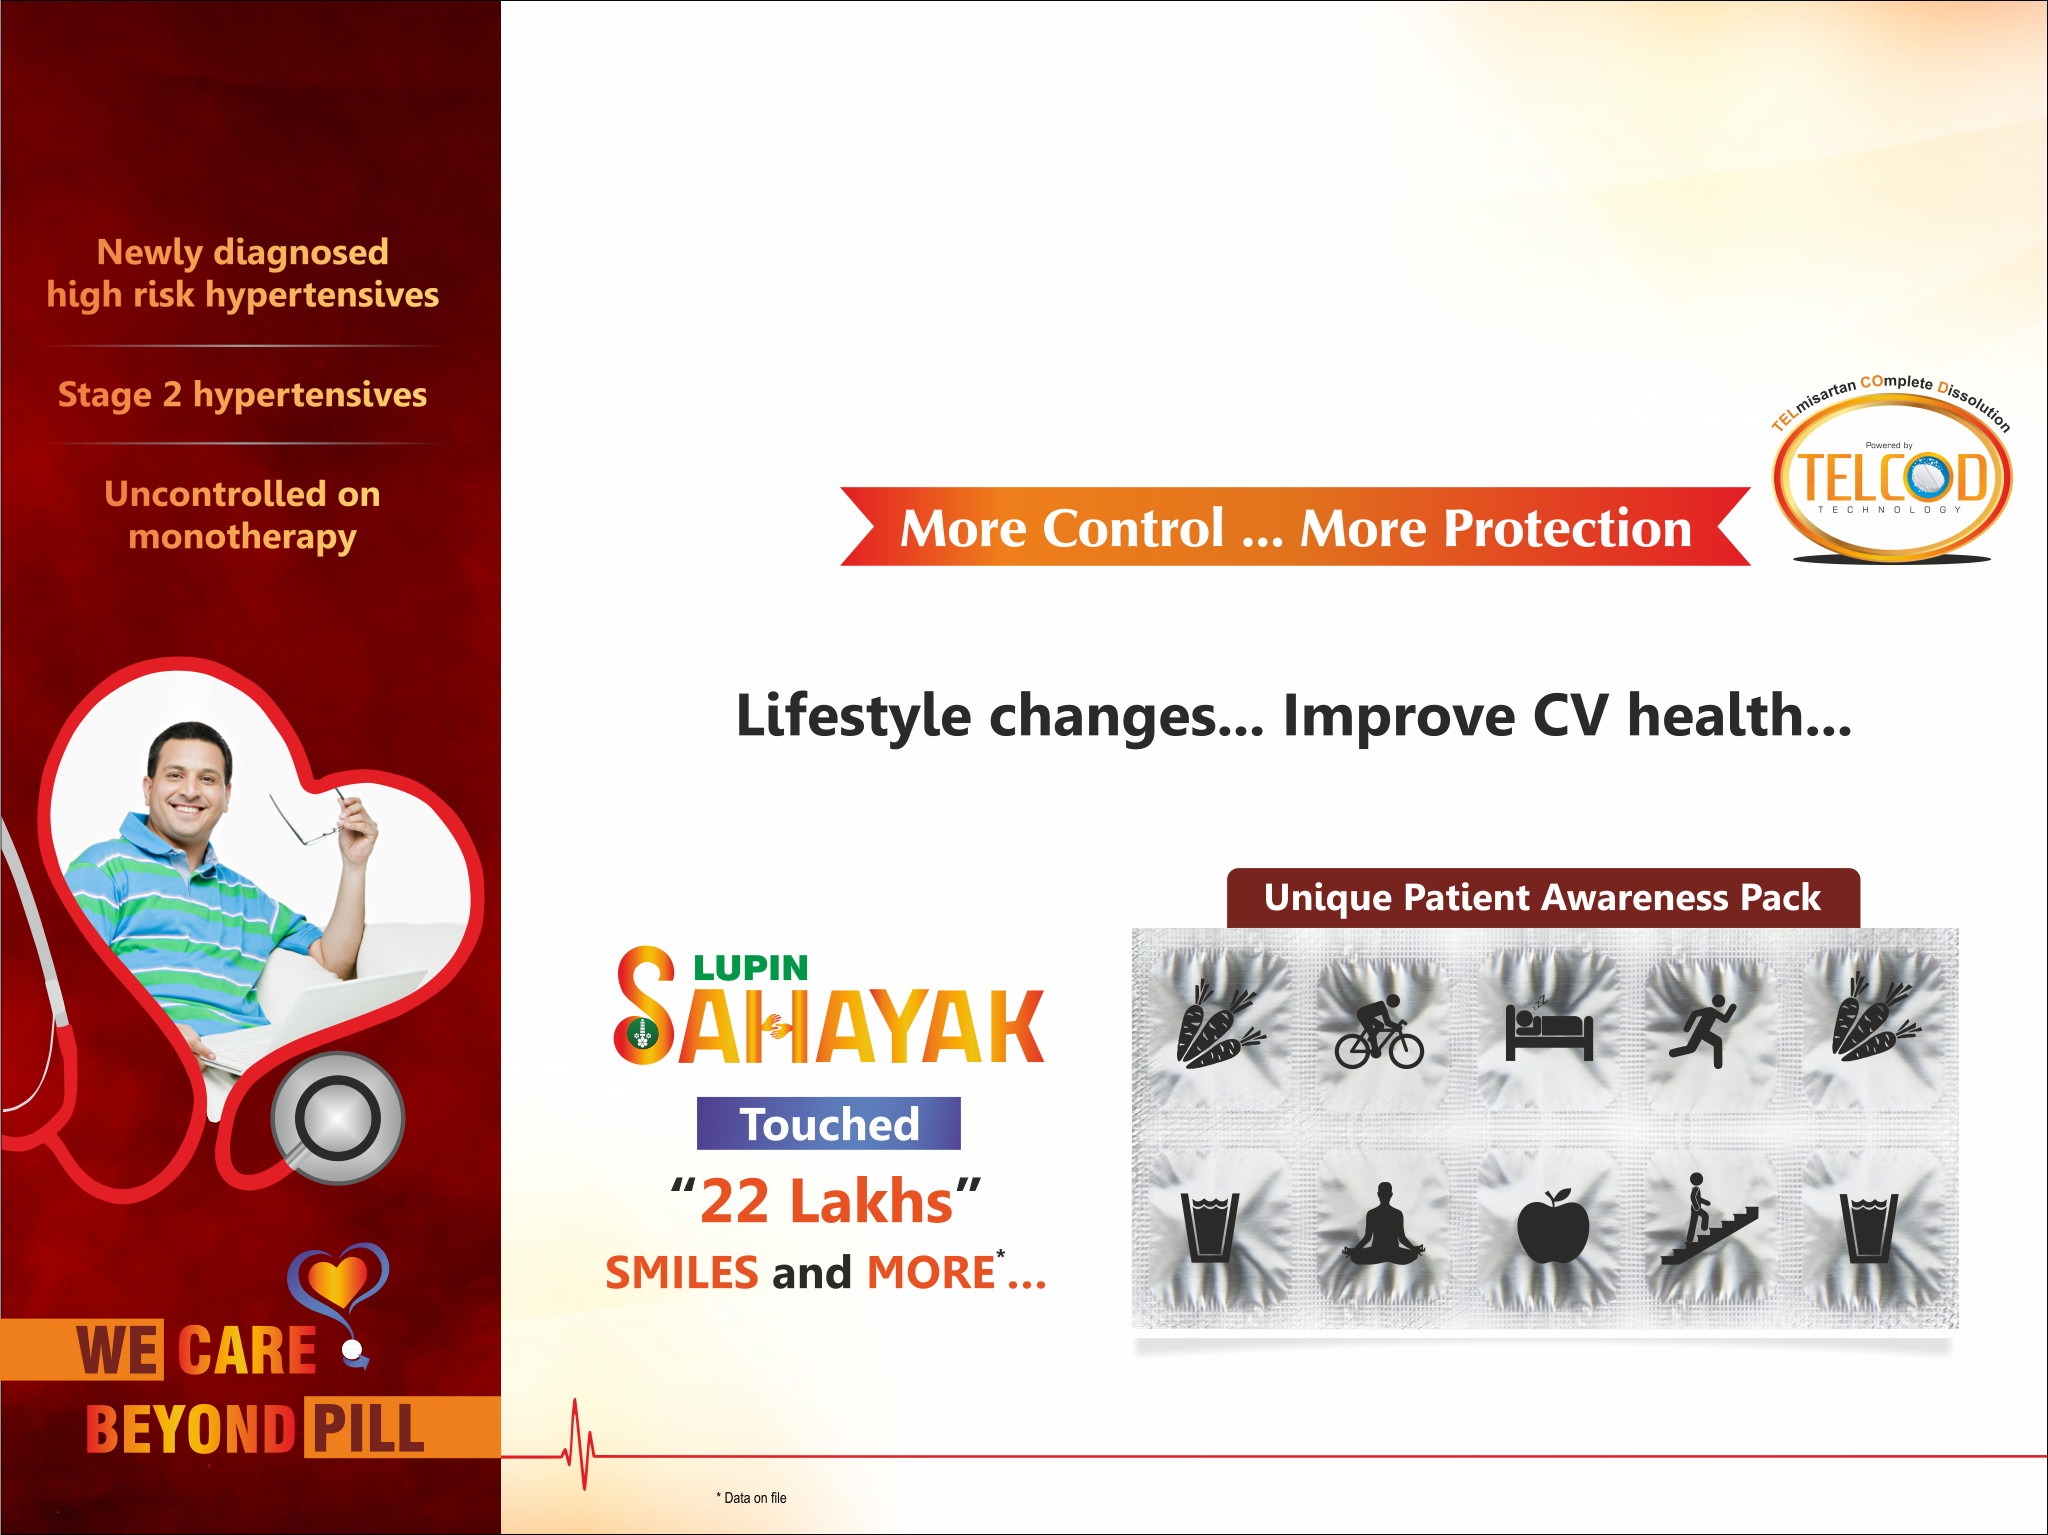 Newly diagnosed
high risk hypertensives
Stage 2 hypertensives
Uncontrolled on
monotherapy
WE CARE
BEYOND PILL
TELmisartan COmplete Dissolution
Powered by
TELCOD
TECHNOLOGY
More Control ... More Protection
Lifestyle changes... Improve CV health...
LUPIN
SAHAYAK
Touched
“22 Lakhs”
SMILES and MORE*...
Unique Patient Awareness Pack
zzZ
* Data on file